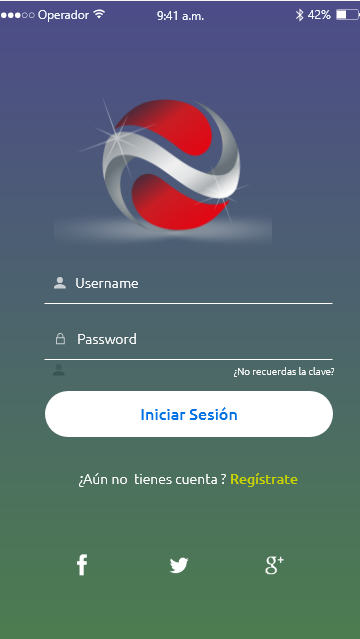 Operador 9:41 a.m. 42%
Username
Password
¿No recuerdas la clave?
Iniciar Sesión
¿Aún no tienes cuenta ? Regístrate
f g+